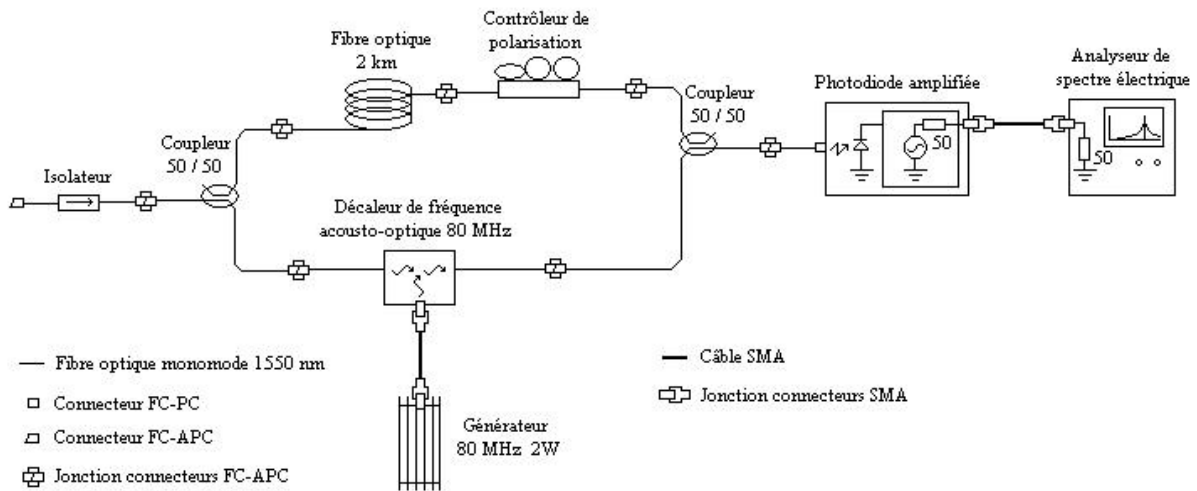 Contrôleur de
polarisation
Fibre optique
2 km
Analyseur de
spectre électrique
Photodiode amplifiée
Coupleur
50 / 50
50
50
Coupleur
50 / 50
Isolateur
Décaleur de fréquence
acousto-optique 80 MHz
Fibre optique monomode 1550 nm
Connecteur FC-PC
Connecteur FC-APC
Jonction connecteurs FC-APC
Générateur
80 MHz 2W
Câble SMA
Jonction connecteurs SMA